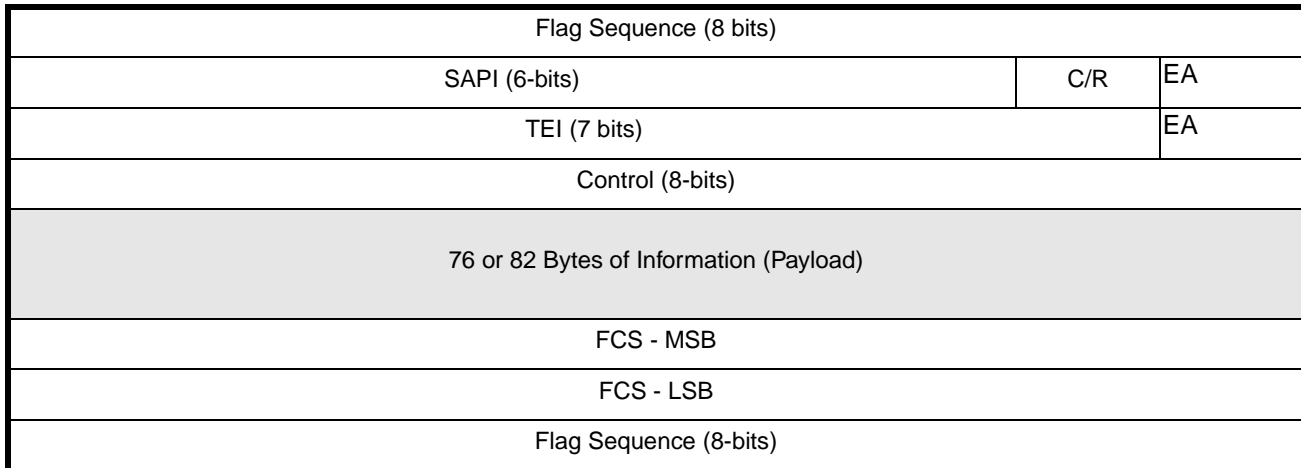 Flag Sequence (8 bits)
SAPI (6-bits) C/R EA
TEI (7 bits) EA
Control (8-bits)
76 or 82 Bytes of Information (Payload)
FCS - MSB
FCS - LSB
Flag Sequence (8-bits)